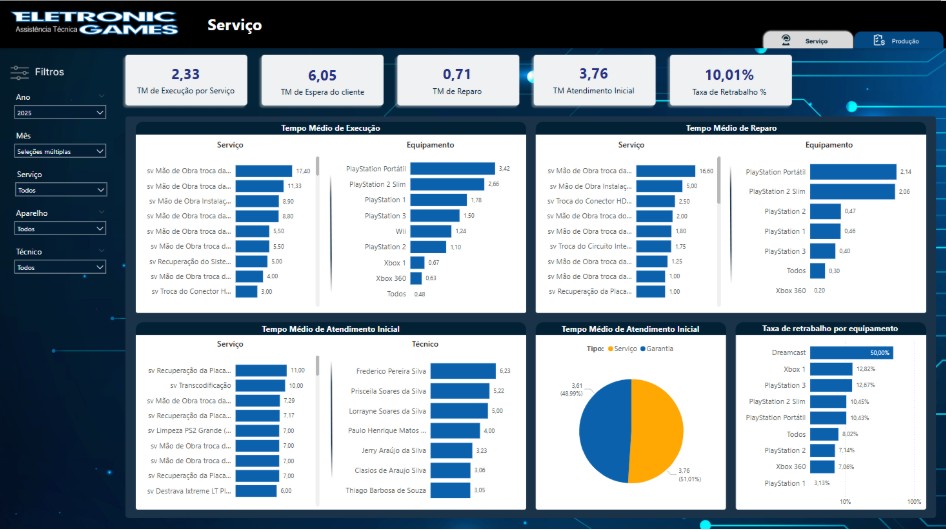 ELETRONIC
Assistência Técnica GAMES
Serviço
Serviço
Produção
Filtros
Ano
2025
Mês
Seleções múltiplas
Serviço
Todos
Aparelho
Todos
Técnico
Todos
2,33
TM de Execução por Serviço
6,05
TM de Espera do cliente
0,71
TM de Reparo
3,76
TM Atendimento Inicial
10,01%
Taxa de Retrabalho %
Tempo Médio de Execução
Serviço
sv Mão de Obra troca da... 17,40
sv Mão de Obra troca da... 11,33
sv Mão de Obra Instalaç... 8,90
sv Mão de Obra troca da... 8,80
sv Mão de Obra troca da... 5,50
sv Mão de Obra troca d... 5,50
sv Recuperação do Siste... 5,00
sv Mão de Obra troca d... 4,00
sv Troca do Conector H... 3,00
Equipamento
PlayStation Portátil 3,42
PlayStation 2 Slim 2,66
PlayStation 1 1,78
PlayStation 3 1,50
Wii 1,24
PlayStation 2 1,10
Xbox 1 0,67
Xbox 360 0,63
Todos 0,48
Tempo Médio de Reparo
Serviço
sv Mão de Obra troca da... 16,60
sv Mão de Obra Instalaç... 5,00
sv Troca do Conector HD... 2,50
sv Mão de Obra troca do... 2,00
sv Mão de Obra troca da... 1,80
sv Troca do Circuito Inte... 1,75
sv Mão de Obra troca da... 1,25
sv Mão de Obra troca da... 1,00
sv Recuperação da Placa... 1,00
Equipamento
PlayStation Portátil 2,14
PlayStation 2 Slim 2,08
PlayStation 2 0,47
PlayStation 1 0,46
PlayStation 3 0,40
Todos 0,30
Xbox 360 0,20
Tempo Médio de Atendimento Inicial
Serviço
sv Recuperação da Placa... 11,00
sv Transcodificação 10,00
sv Mão de Obra troca da... 7,29
sv Recuperação da Placa... 7,17
sv Limpeza PS2 Grande (... 7,00
sv Mão de Obra troca d... 7,00
sv Mão de Obra troca da... 7,00
sv Recuperação da Placa... 7,00
sv Destrava Ixtreme LT Pl... 6,00
Técnico
Frederico Pereira Silva 6,23
Prisceila Soares da Silva 5,22
Lorrayne Soares da Silva 5,00
Paulo Henrique Matos ... 4,00
Jerry Araújo da Silva 3,23
Clasios de Araujo Silva 3,06
Thiago Barbosa de Souza 3,05
Tempo Médio de Atendimento Inicial
Tipo: Serviço Garantia
3,61
(48,99%)
3,76
(51,01%)
Taxa de retrabalho por equipamento
Dreamcast 50,00%
Xbox 1 12,82%
PlayStation 3 12,67%
PlayStation 2 Slim 10,45%
PlayStation Portátil 10,43%
Todos 8,02%
PlayStation 2 7,14%
Xbox 360 7,06%
PlayStation 1 3,13%
10% 100%